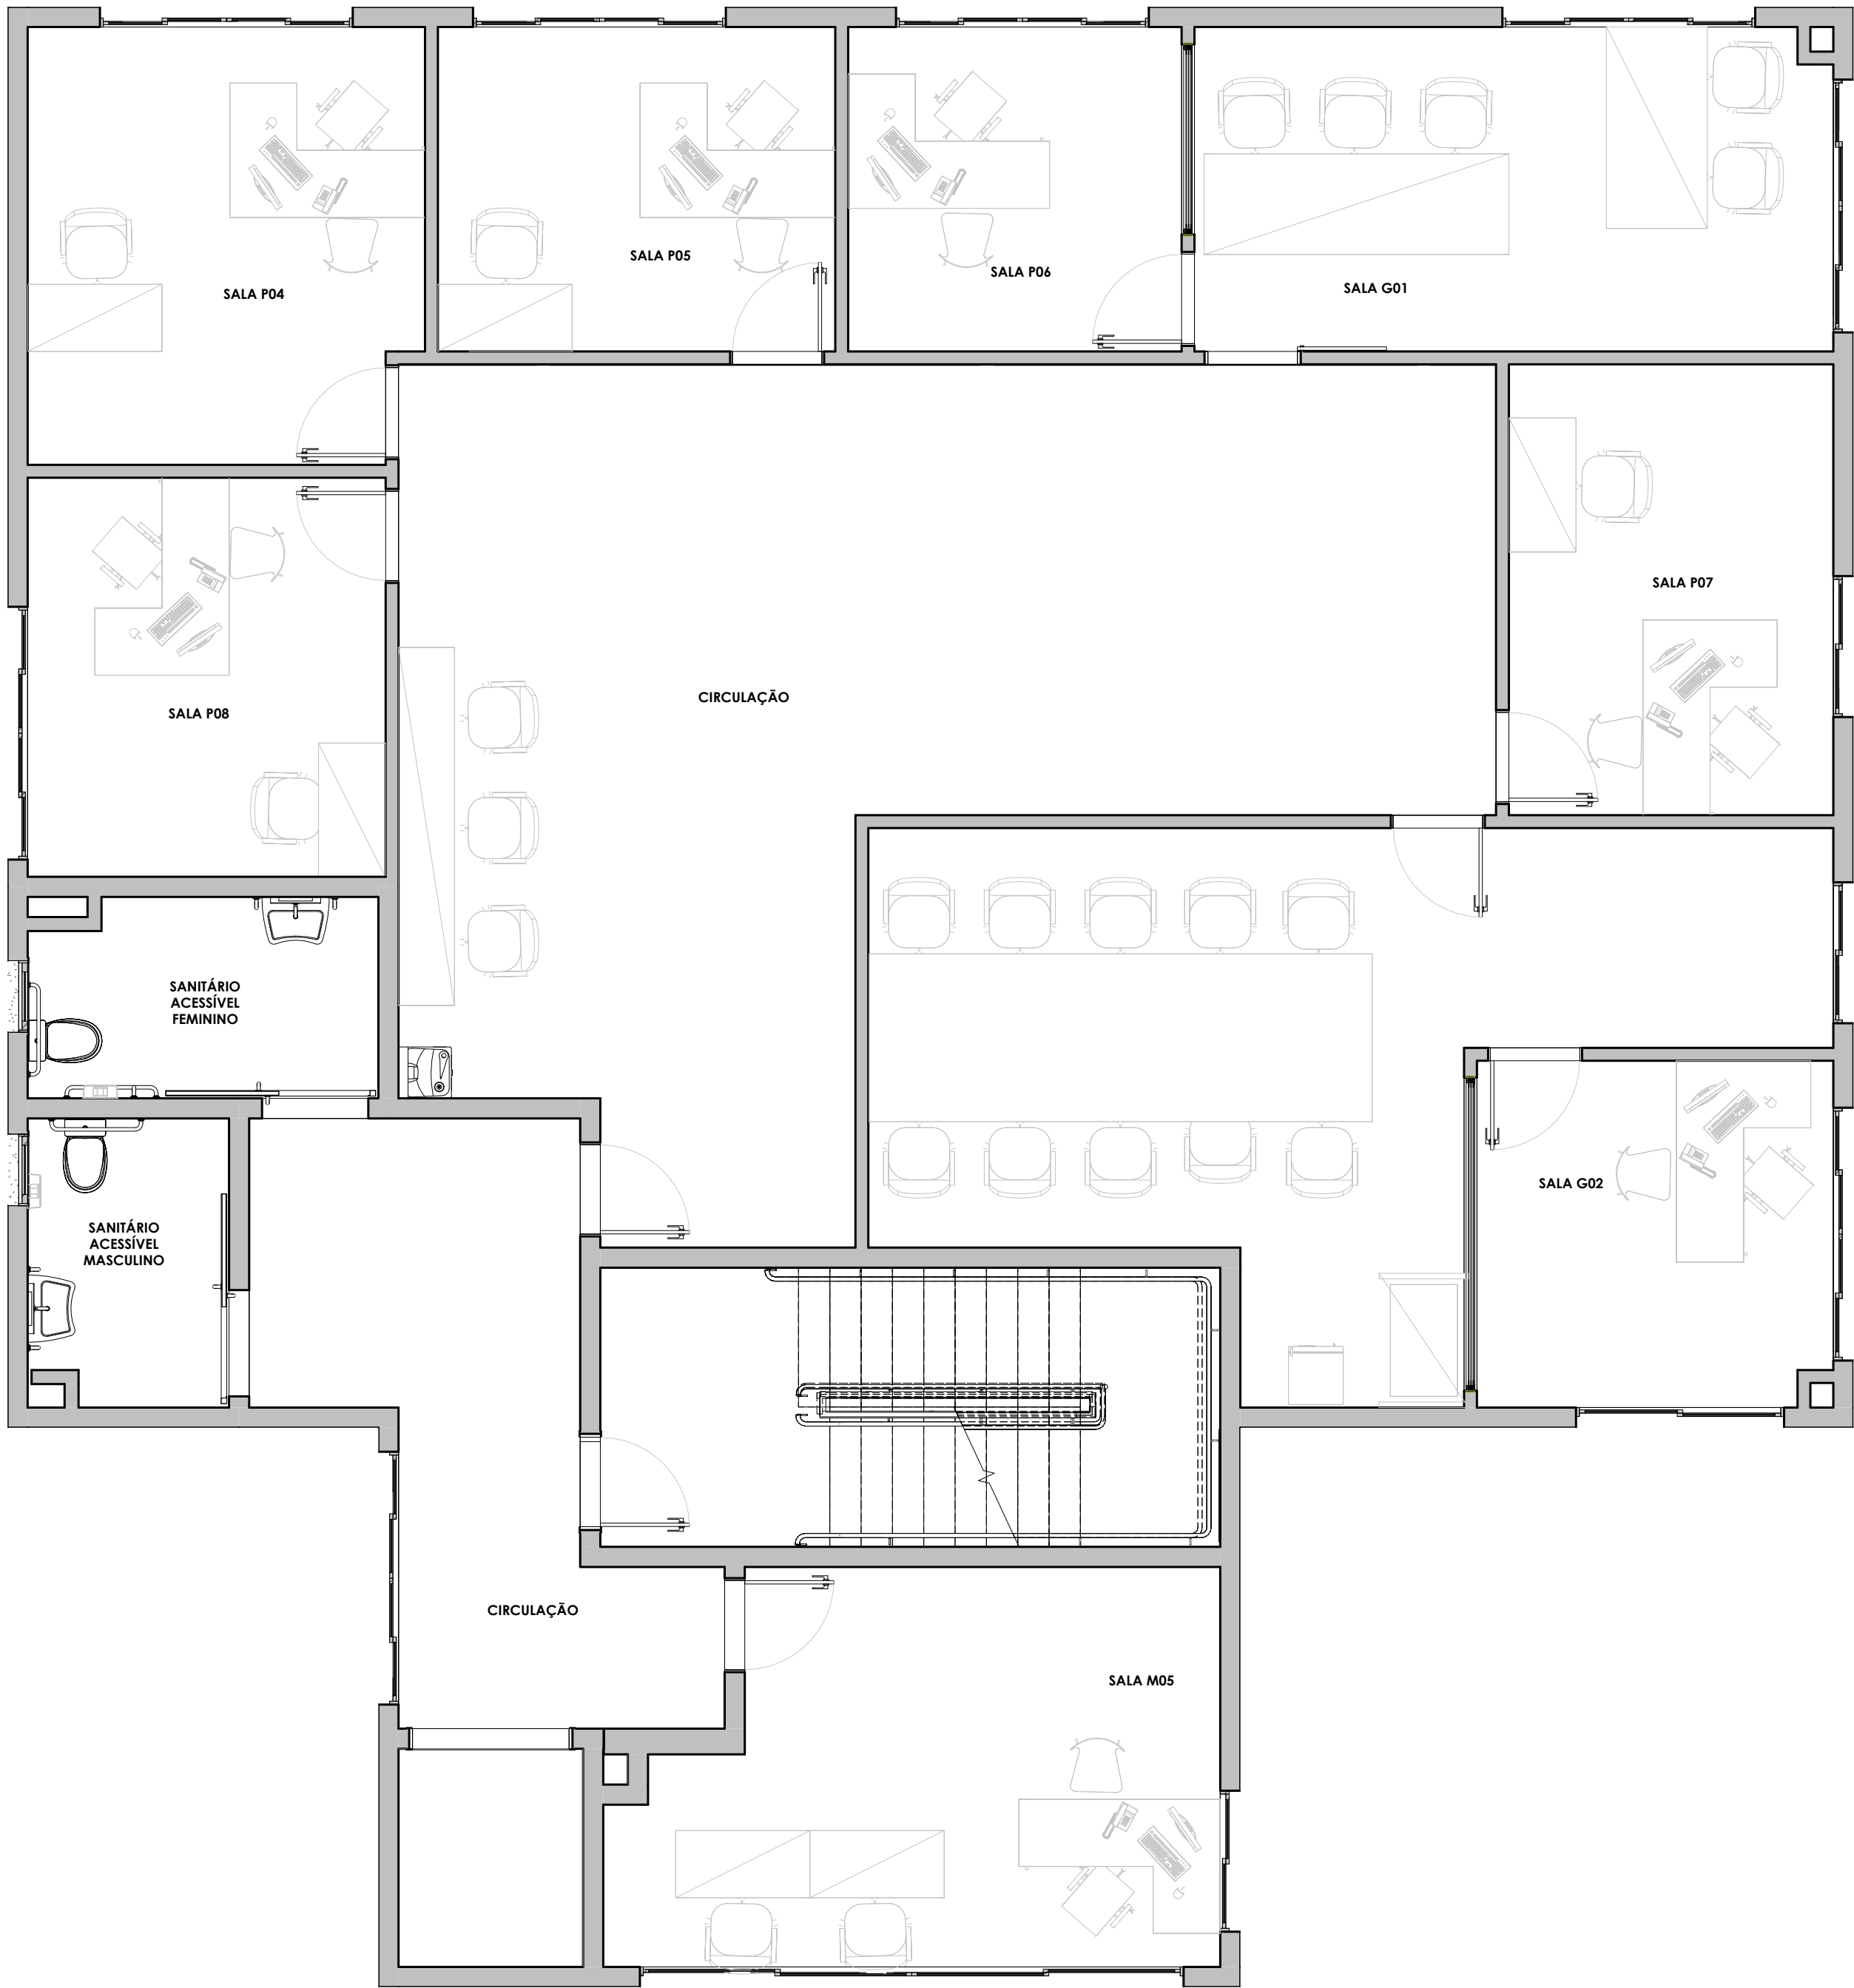 SALA P05
SALA P06
SALA G01
SALA P04
SALA P07
CIRCULAÇÃO
SALA P08
SANITÁRIO
ACESSÍVEL
FEMININO
SALA G02
SANITÁRIO
ACESSÍVEL
MASCULINO
CIRCULAÇÃO
SALA M05